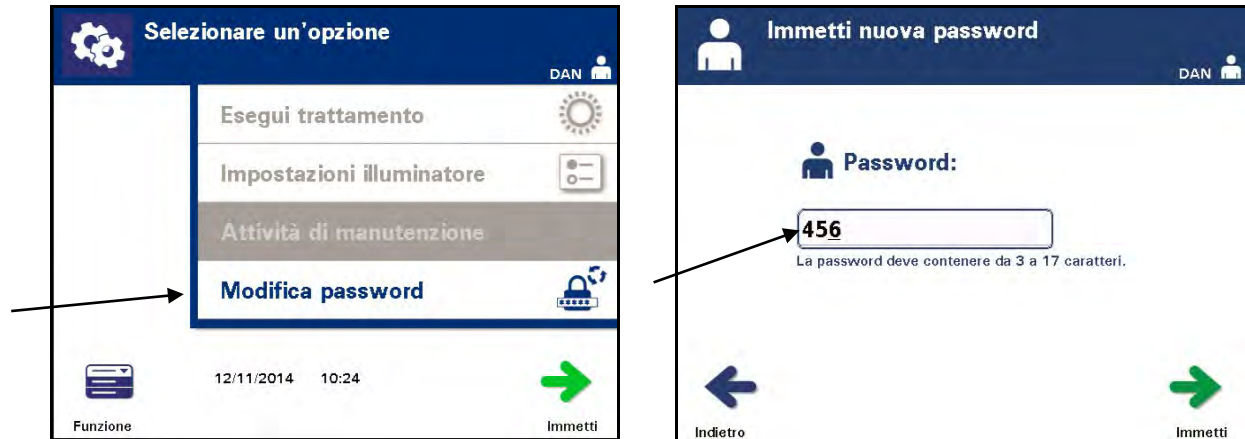 Selezionare un'opzione
DAN
Esegui trattamento
Impostazioni illuminatore
Attività di manutenzione
Modifica password
*****
12/11/2014 10:24
Funzione
Immetti
Immetti nuova password
DAN
Password:
456
La password deve contenere da 3 a 17 caratteri.
Indietro
Immetti